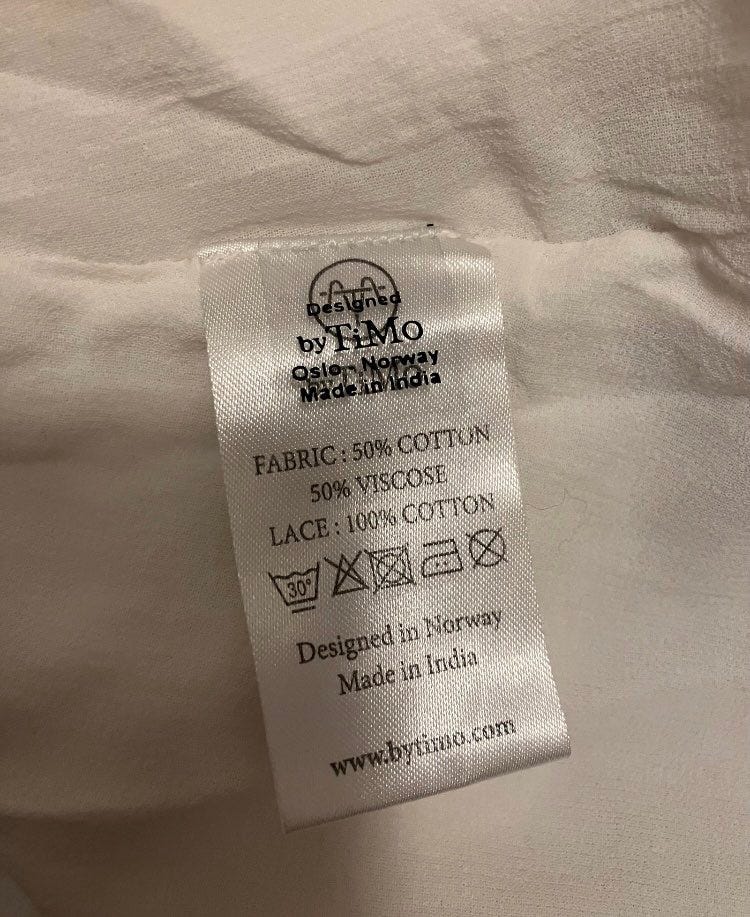 Designed
by TiMo
Oslo - Norway
Made in India
FABRIC : 50% COTTON
50% VISCOSE
LACE : 100% COTTON
30°
Designed in Norway
Made in India
www.bytimo.com